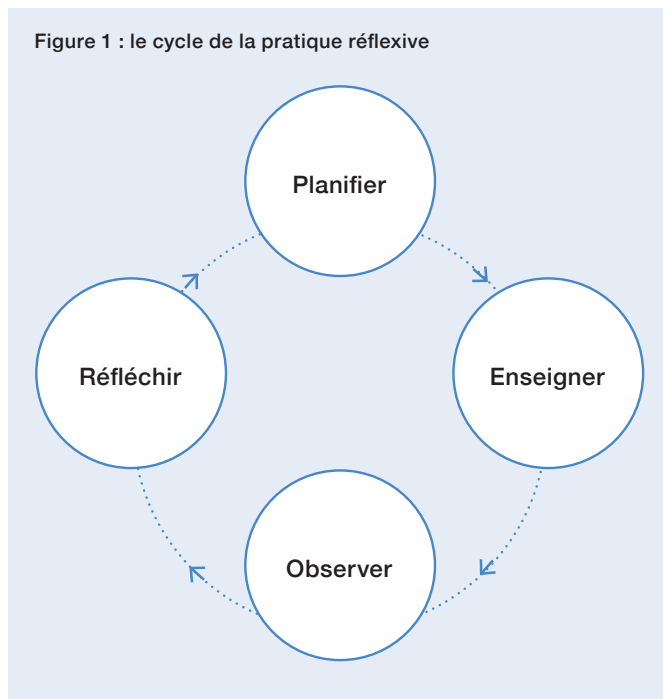 Figure 1 : le cycle de la pratique réflexive
Planifier
Réfléchir
Enseigner
Observer